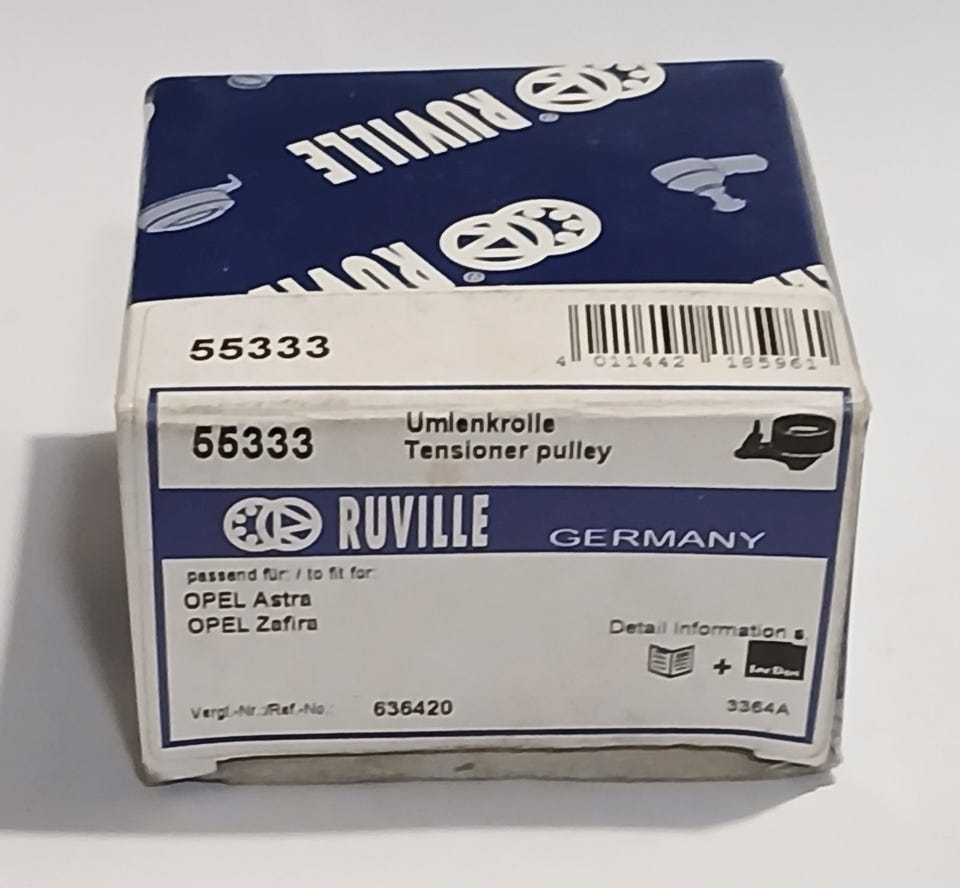 RUVILLE
RUVILLE
55333
4 011442 185961
55333
Umlenkrolle
Tensioner pulley
RUVILLE GERMANY
passend für: / to fit for:
OPEL Astra
OPEL Zafira
Detail Information s.
+
Vergl.-Nr.:/Ref.-No.: 636420
3364A